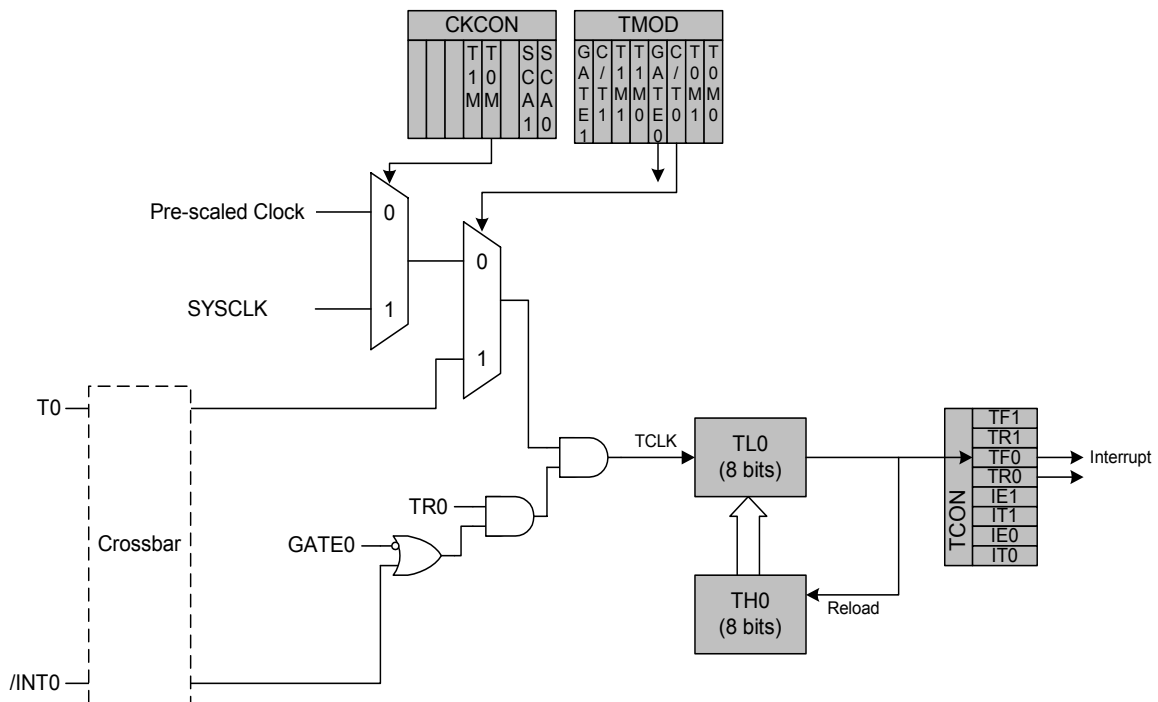 CKCON
T1M
T0M
SCA1
SCA0
TMOD
GATE1
C/T1
T1M1
T1M0
GATE0
C/T0
T0M1
T0M0
Pre-scaled Clock
0
SYSCLK
1
0
1
T0
Crossbar
/INT0
TR0
GATE0
TCLK
TL0
(8 bits)
TH0
(8 bits)
Reload
TCON
TF1
TR1
TF0
TR0
IE1
IT1
IE0
IT0
Interrupt